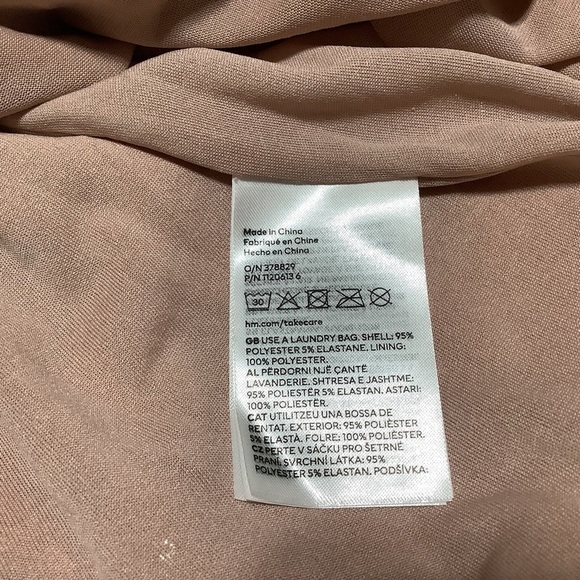 Made in China
Fabriqué en Chine
Hecho en China
O/N 378829
P/N 1120613 6
30
hm.com/takecare
GB USE A LAUNDRY BAG. SHELL: 95%
POLYESTER 5% ELASTANE. LINING:
100% POLYESTER.
AL PËRDORNI NJË ÇANTË
LAVANDERIE. SHTRESA E JASHTME:
95% POLIESTËR 5% ELASTAN. ASTARI:
100% POLIESTËR.
CAT UTILITZEU UNA BOSSA DE
RENTAT. EXTERIOR: 95% POLIÈSTER
5% ELASTÀ. FOLRE: 100% POLIÈSTER.
CZ PERTE V SÁČKU PRO ŠETRNÉ
PRANÍ. SVRCHNÍ LÁTKA: 95%
POLYESTER 5% ELASTAN. PODŠÍVKA: